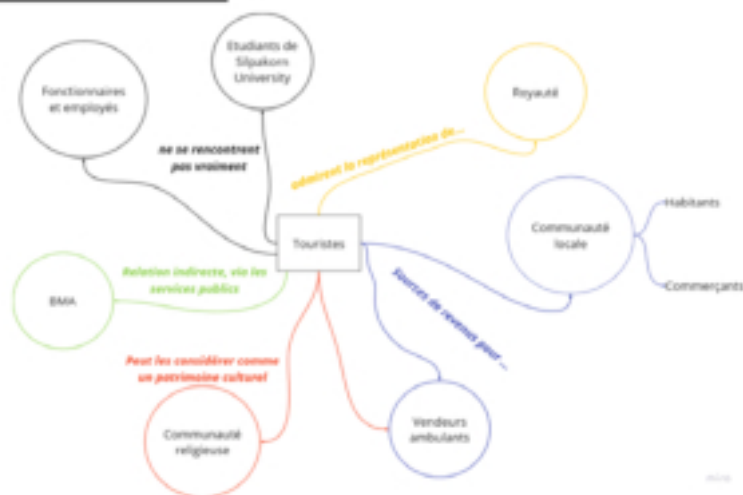 Etudiants de
Silpakorn
University
Fonctionnaires
et employés
Royauté
ne se rencontrent
pas vraiment
admirent la représentation de...
Communauté
locale
Habitants
Commerçants
Touristes
Relation indirecte, via les
services publics
BMA
Sources de revenus pour ...
Peut les considérer comme
un patrimoine culturel
Communauté
religieuse
Vendeurs
ambulants
miro